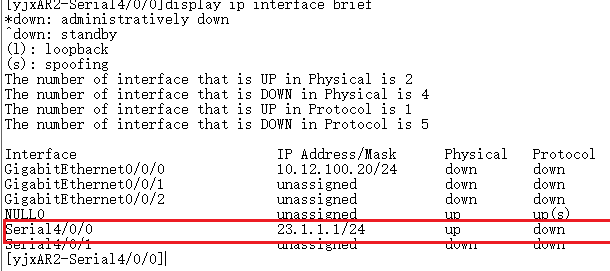 [yjxAR2-Serial4/0/0]display ip interface brief
*down: administratively down
^down: standby
(l): loopback
(s): spoofing
The number of interface that is UP in Physical is 2
The number of interface that is DOWN in Physical is 4
The number of interface that is UP in Protocol is 1
The number of interface that is DOWN in Protocol is 5
Interface IP Address/Mask Physical Protocol
GigabitEthernet0/0/0 10.12.100.20/24 down down
GigabitEthernet0/0/1 unassigned down down
GigabitEthernet0/0/2 unassigned down down
NULL0 unassigned up up(s)
Serial4/0/0 23.1.1.1/24 up down
Serial4/0/1 unassigned down down
[yjxAR2-Serial4/0/0]